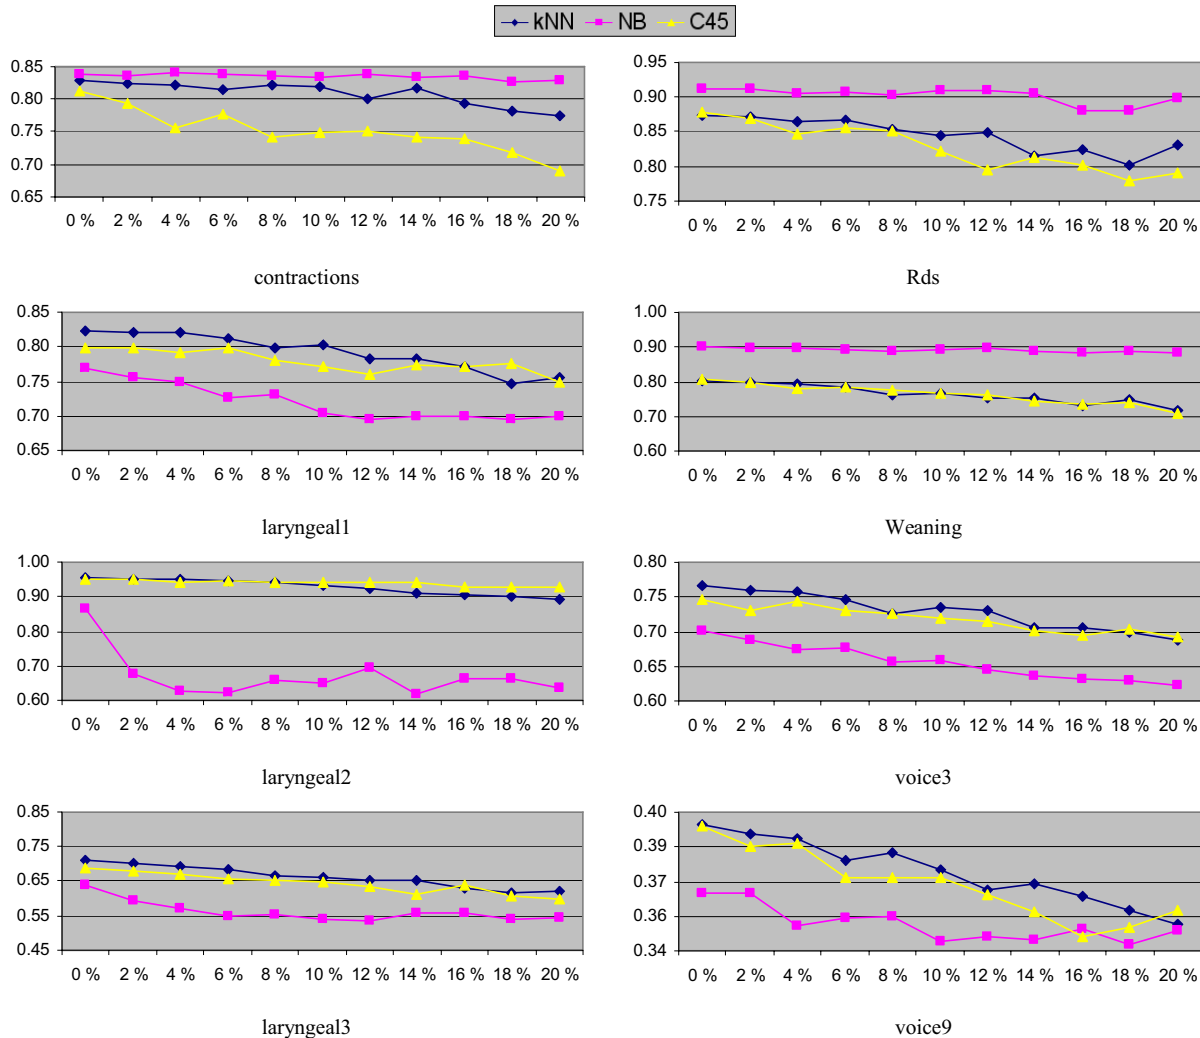 kNN NB C45
0.85
0.80
0.75
0.70
0.65
0 % 2 % 4 % 6 % 8 % 10 % 12 % 14 % 16 % 18 % 20 %
contractions
0.95
0.90
0.85
0.80
0.75
0 % 2 % 4 % 6 % 8 % 10 % 12 % 14 % 16 % 18 % 20 %
Rds
0.85
0.80
0.75
0.70
0.65
0 % 2 % 4 % 6 % 8 % 10 % 12 % 14 % 16 % 18 % 20 %
laryngeal1
1.00
0.90
0.80
0.70
0.60
0 % 2 % 4 % 6 % 8 % 10 % 12 % 14 % 16 % 18 % 20 %
Weaning
1.00
0.90
0.80
0.70
0.60
0 % 2 % 4 % 6 % 8 % 10 % 12 % 14 % 16 % 18 % 20 %
laryngeal2
0.80
0.75
0.70
0.65
0.60
0 % 2 % 4 % 6 % 8 % 10 % 12 % 14 % 16 % 18 % 20 %
voice3
0.85
0.75
0.65
0.55
0.45
0 % 2 % 4 % 6 % 8 % 10 % 12 % 14 % 16 % 18 % 20 %
laryngeal3
0.40
0.39
0.37
0.36
0.34
0 % 2 % 4 % 6 % 8 % 10 % 12 % 14 % 16 % 18 % 20 %
voice9